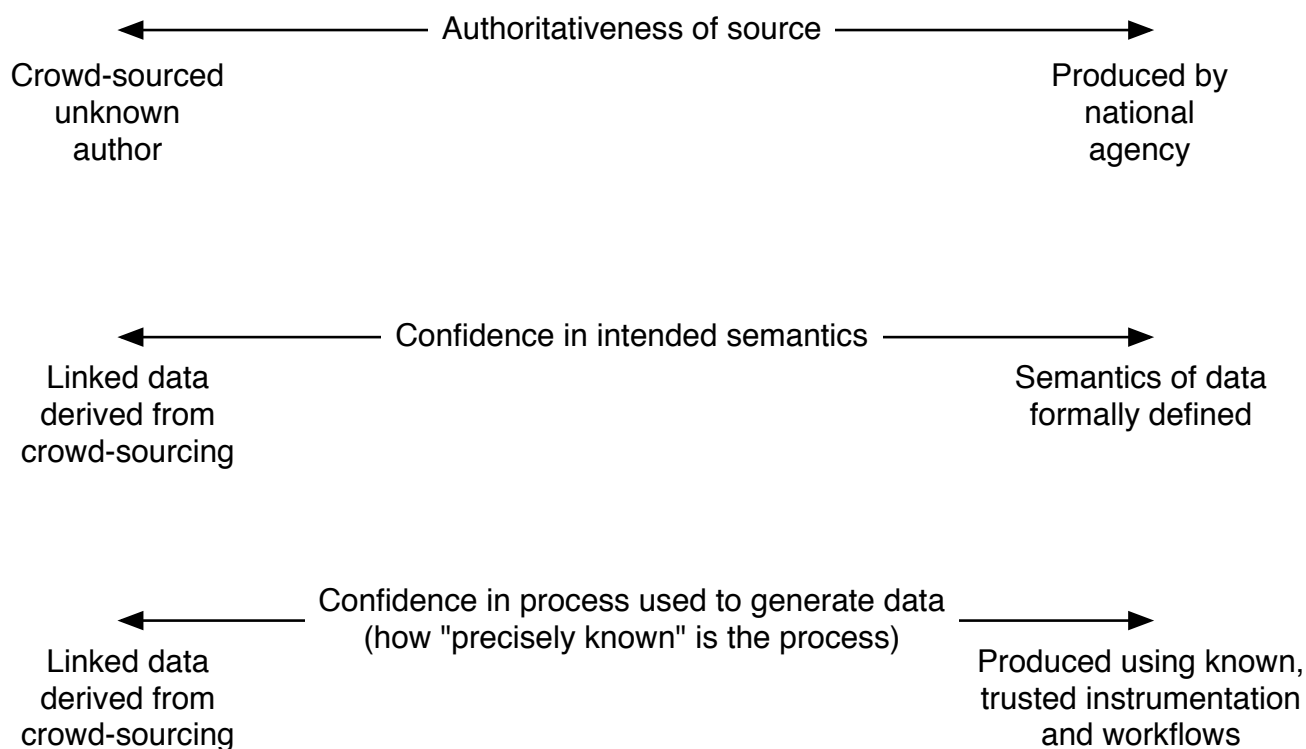 Authoritativeness of source
Crowd-sourced
unknown
author
Produced by
national
agency
Confidence in intended semantics
Linked data
derived from
crowd-sourcing
Semantics of data
formally defined
Confidence in process used to generate data
(how "precisely known" is the process)
Linked data
derived from
crowd-sourcing
Produced using known,
trusted instrumentation
and workflows